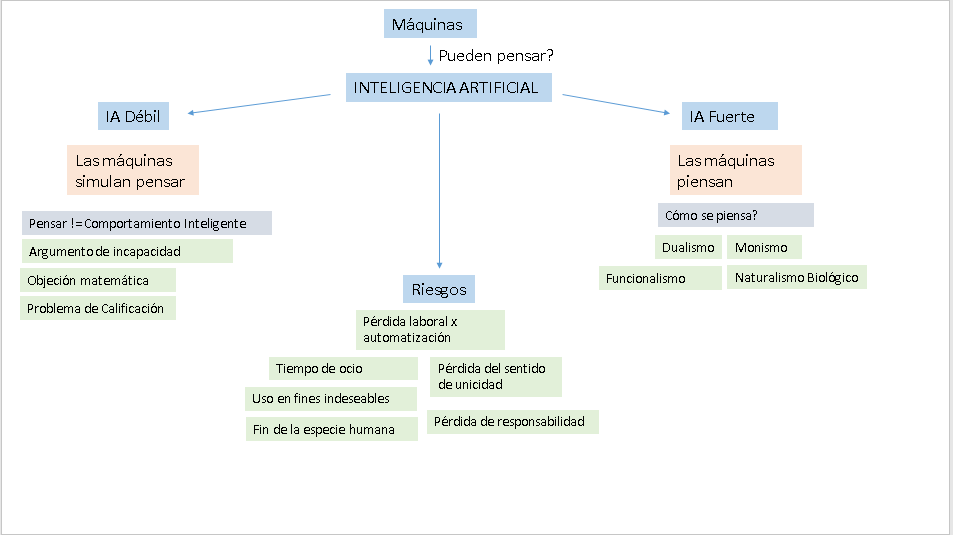 Máquinas
Pueden pensar?
INTELIGENCIA ARTIFICIAL
IA Débil
IA Fuerte
Las máquinas
simulan pensar
Las máquinas
piensan
Pensar != Comportamiento Inteligente
Cómo se piensa?
Argumento de incapacidad
Dualismo
Monismo
Objeción matemática
Funcionalismo
Naturalismo Biológico
Problema de Calificación
Riesgos
Pérdida laboral x
automatización
Tiempo de ocio
Pérdida del sentido
de unicidad
Uso en fines indeseables
Pérdida de responsabilidad
Fin de la especie humana